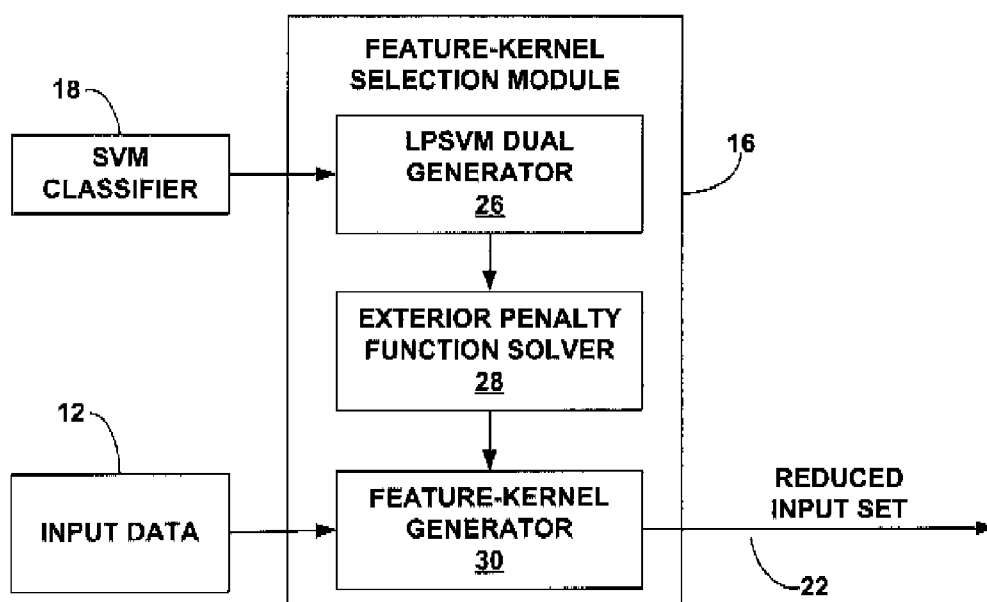 FEATURE-KERNEL
SELECTION MODULE
18
SVM
CLASSIFIER
LPSVM DUAL
GENERATOR
26
16
EXTERIOR PENALTY
FUNCTION SOLVER
28
12
INPUT DATA
FEATURE-KERNEL
GENERATOR
30
REDUCED
INPUT SET
22